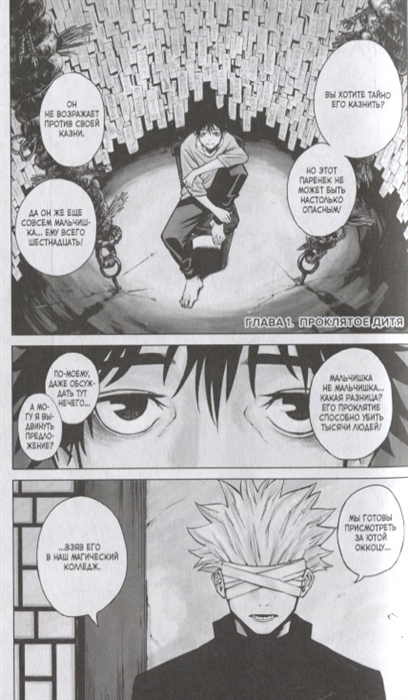 ВЫ ХОТИТЕ ТАЙНО
ЕГО КАЗНИТЬ?
ОН
НЕ ВОЗРАЖАЕТ
ПРОТИВ СВОЕЙ
КАЗНИ.
НО ЭТОТ
ПАРЕНЕК НЕ
МОЖЕТ БЫТЬ
НАСТОЛЬКО
ОПАСНЫМ!
ДА ОН ЖЕ ЕЩЕ
СОВСЕМ МАЛЬЧИШ-
КА... ЕМУ ВСЕГО
ШЕСТНАДЦАТЬ!
ГЛАВА 1. ПРОКЛЯТОЕ ДИТЯ
МАЛЬЧИШКА
НЕ МАЛЬЧИШКА...
КАКАЯ РАЗНИЦА?
ЕГО ПРОКЛЯТИЕ
СПОСОБНО УБИТЬ
ТЫСЯЧИ ЛЮДЕЙ!
ПО-МОЕМУ,
ДАЖЕ ОБСУЖ-
ДАТЬ ТУТ
НЕЧЕГО...
А МО-
ГУ Я ВЫ-
ДВИНУТЬ
ПРЕДЛО-
ЖЕНИЕ?
МЫ ГОТОВЫ
ПРИСМОТРЕТЬ
ЗА ЮТОЙ
ОККОЦУ...
...ВЗЯВ ЕГО
В НАШ МАГИЧЕСКИЙ
КОЛЛЕДЖ.